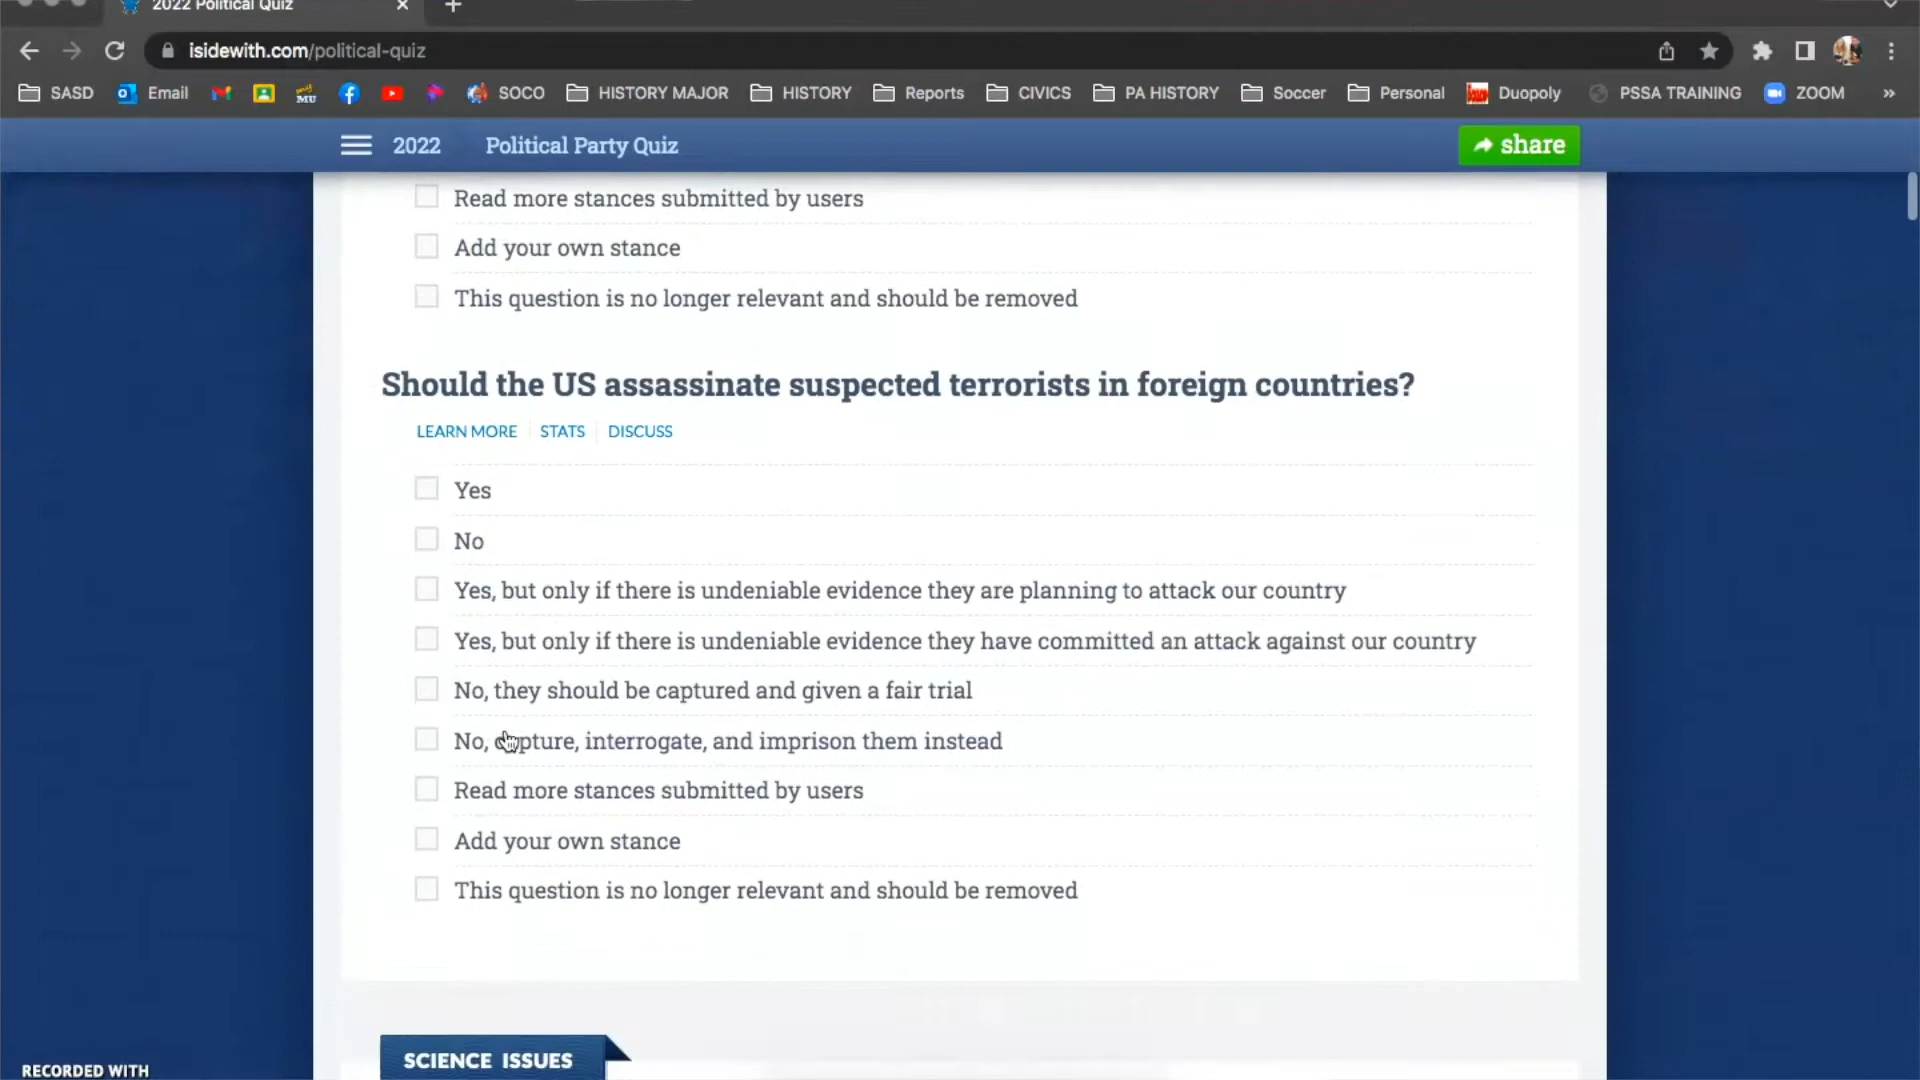 2022 Political Quiz
isidewith.com/political-quiz
SASD Email MU SOCO HISTORY MAJOR HISTORY Reports CIVICS PA HISTORY Soccer Personal Duopoly PSSA TRAINING ZOOM »
2022 Political Party Quiz share
Read more stances submitted by users
Add your own stance
This question is no longer relevant and should be removed
Should the US assassinate suspected terrorists in foreign countries?
LEARN MORE STATS DISCUSS
Yes
No
Yes, but only if there is undeniable evidence they are planning to attack our country
Yes, but only if there is undeniable evidence they have committed an attack against our country
No, they should be captured and given a fair trial
No, capture, interrogate, and imprison them instead
Read more stances submitted by users
Add your own stance
This question is no longer relevant and should be removed
SCIENCE ISSUES
RECORDED WITH